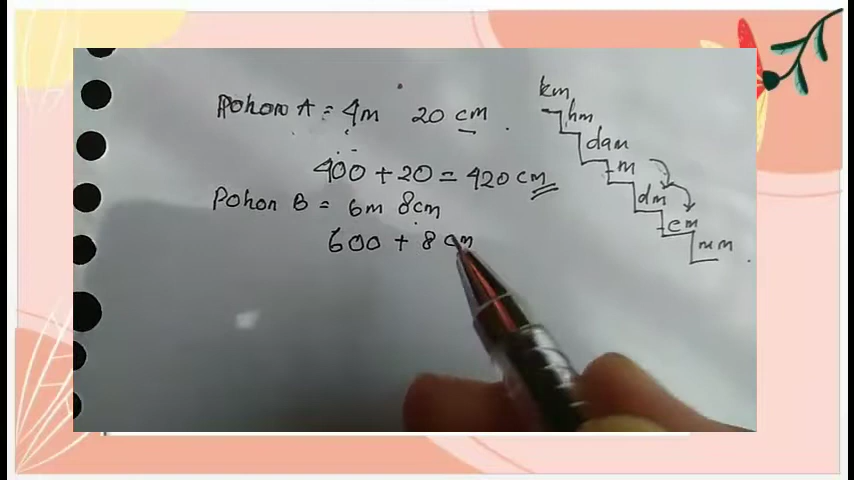 Pohon A = 4m 20 cm
400 + 20 = 420 cm
Pohon B = 6m 8cm
600 + 8 cm
km
hm
dam
m
dm
cm
mm